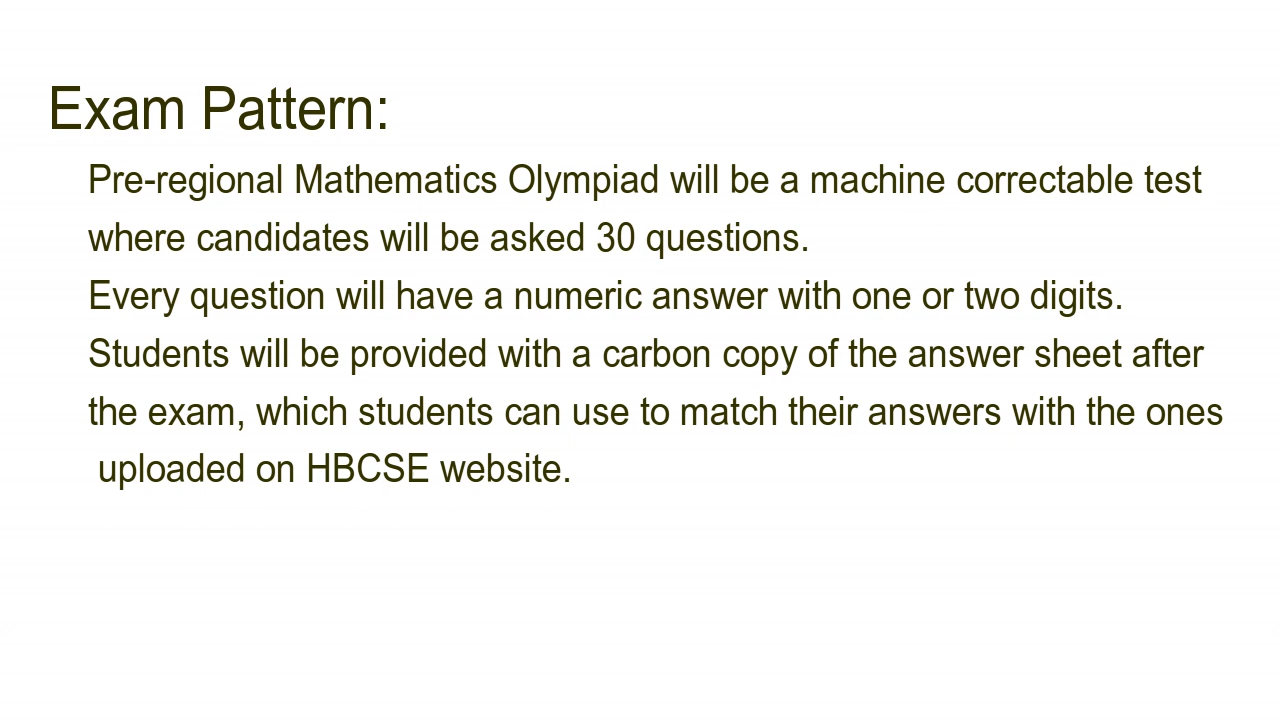 Exam Pattern:
Pre-regional Mathematics Olympiad will be a machine correctable test
where candidates will be asked 30 questions.
Every question will have a numeric answer with one or two digits.
Students will be provided with a carbon copy of the answer sheet after
the exam, which students can use to match their answers with the ones
uploaded on HBCSE website.